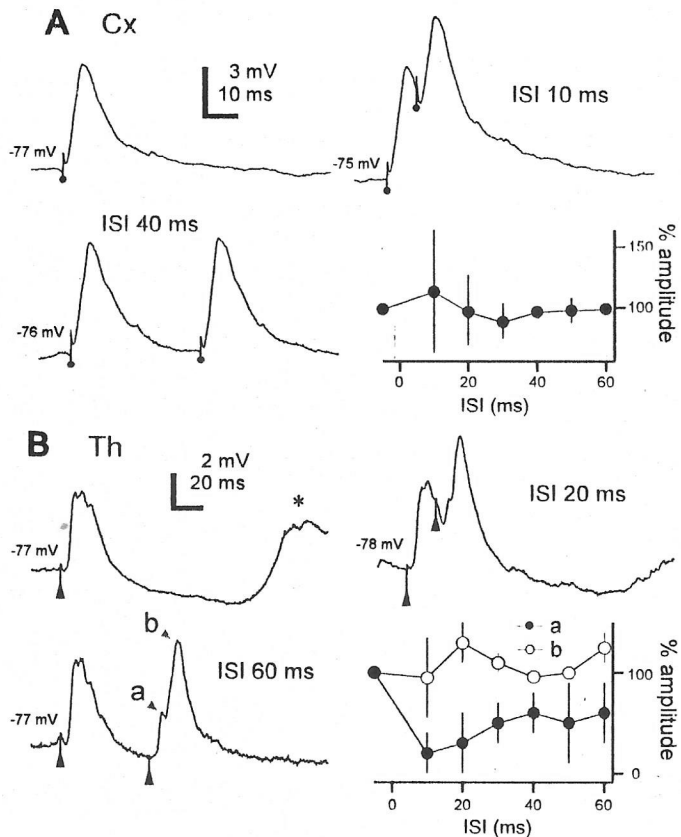 A Cx
3 mV
10 ms
-77 mV
ISI 10 ms
-75 mV
ISI 40 ms
-76 mV
% amplitude
150
100
0 20 40 60
ISI (ms)
B Th
2 mV
20 ms
*
-77 mV
ISI 20 ms
-78 mV
b
a
ISI 60 ms
-77 mV
a
b
% amplitude
100
0
0 20 40 60
ISI (ms)